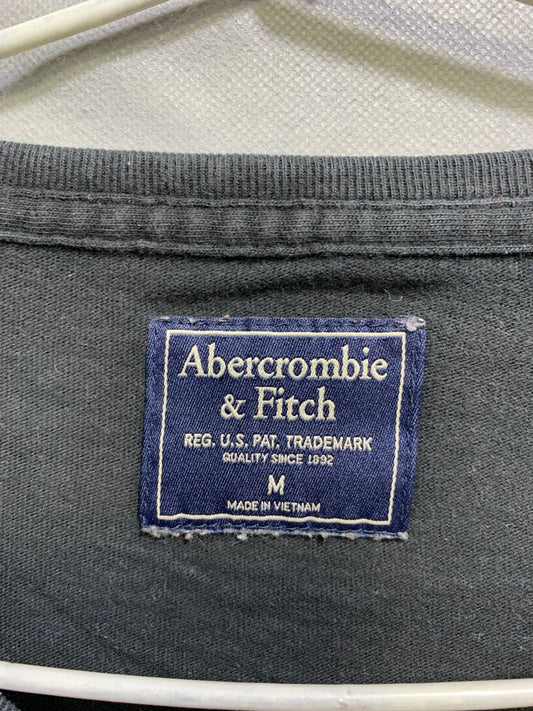 Abercrombie
& Fitch
REG. U.S. PAT. TRADEMARK
QUALITY SINCE 1892
M
MADE IN VIETNAM